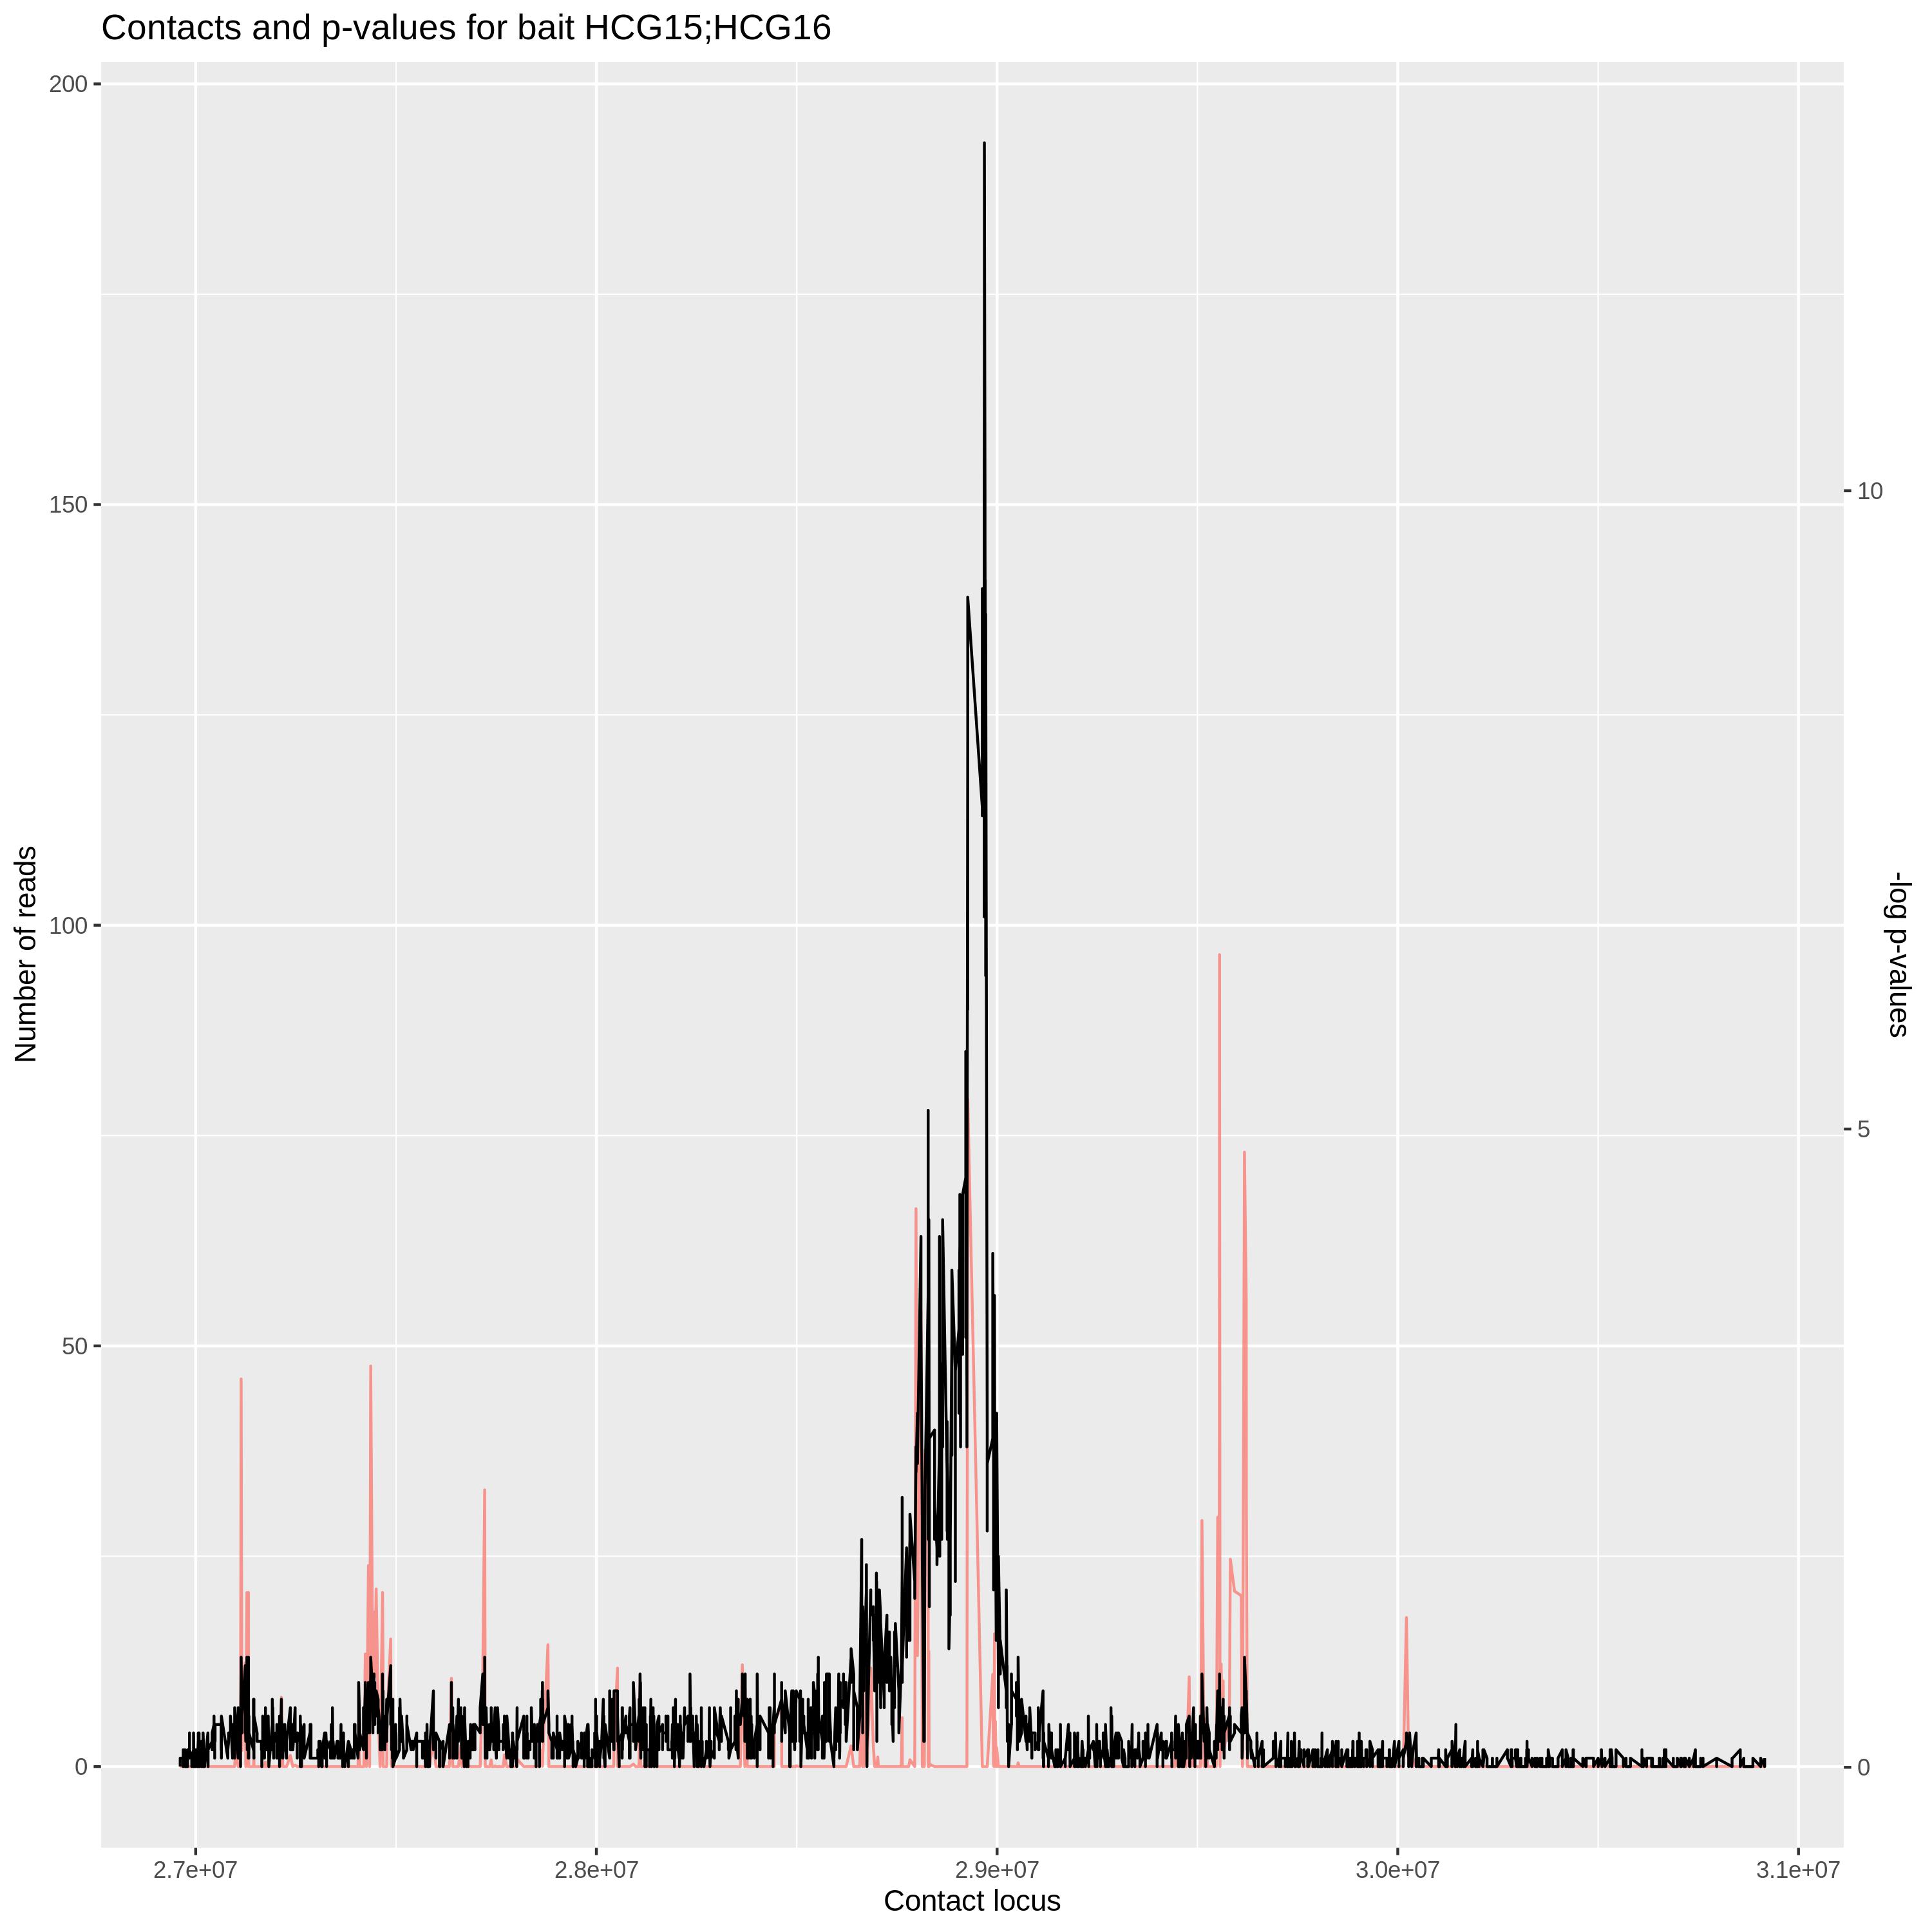 Contacts and p-values for bait HCG15;HCG16
200
150
100
50
0
Number of reads
10
5
0
-log p-values
2.7e+07
2.8e+07
2.9e+07
3.0e+07
3.1e+07
Contact locus